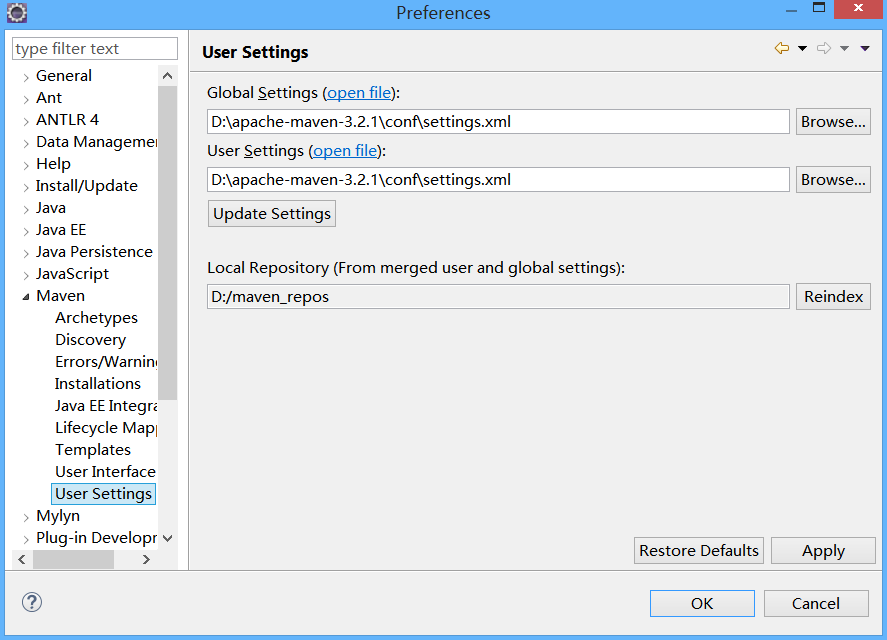 Preferences
type filter text
General
Ant
ANTLR 4
Data Managemer
Help
Install/Update
Java
Java EE
Java Persistence
JavaScript
Maven
Archetypes
Discovery
Errors/Warning
Installations
Java EE Integra
Lifecycle Mapp
Templates
User Interface
User Settings
Mylyn
Plug-in Developr
User Settings
Global Settings (open file):
D:\apache-maven-3.2.1\conf\settings.xml
Browse...
User Settings (open file):
D:\apache-maven-3.2.1\conf\settings.xml
Browse...
Update Settings
Local Repository (From merged user and global settings):
D:/maven_repos
Reindex
Restore Defaults
Apply
OK
Cancel